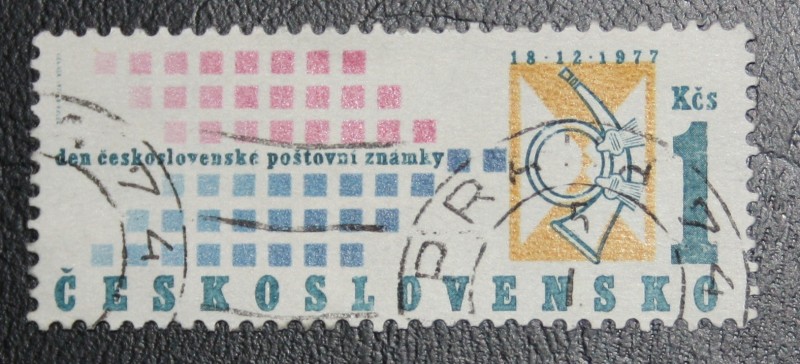 18·12·1977
Kčs
1
den československé poštovní známky
ČESKOSLOVENSKO